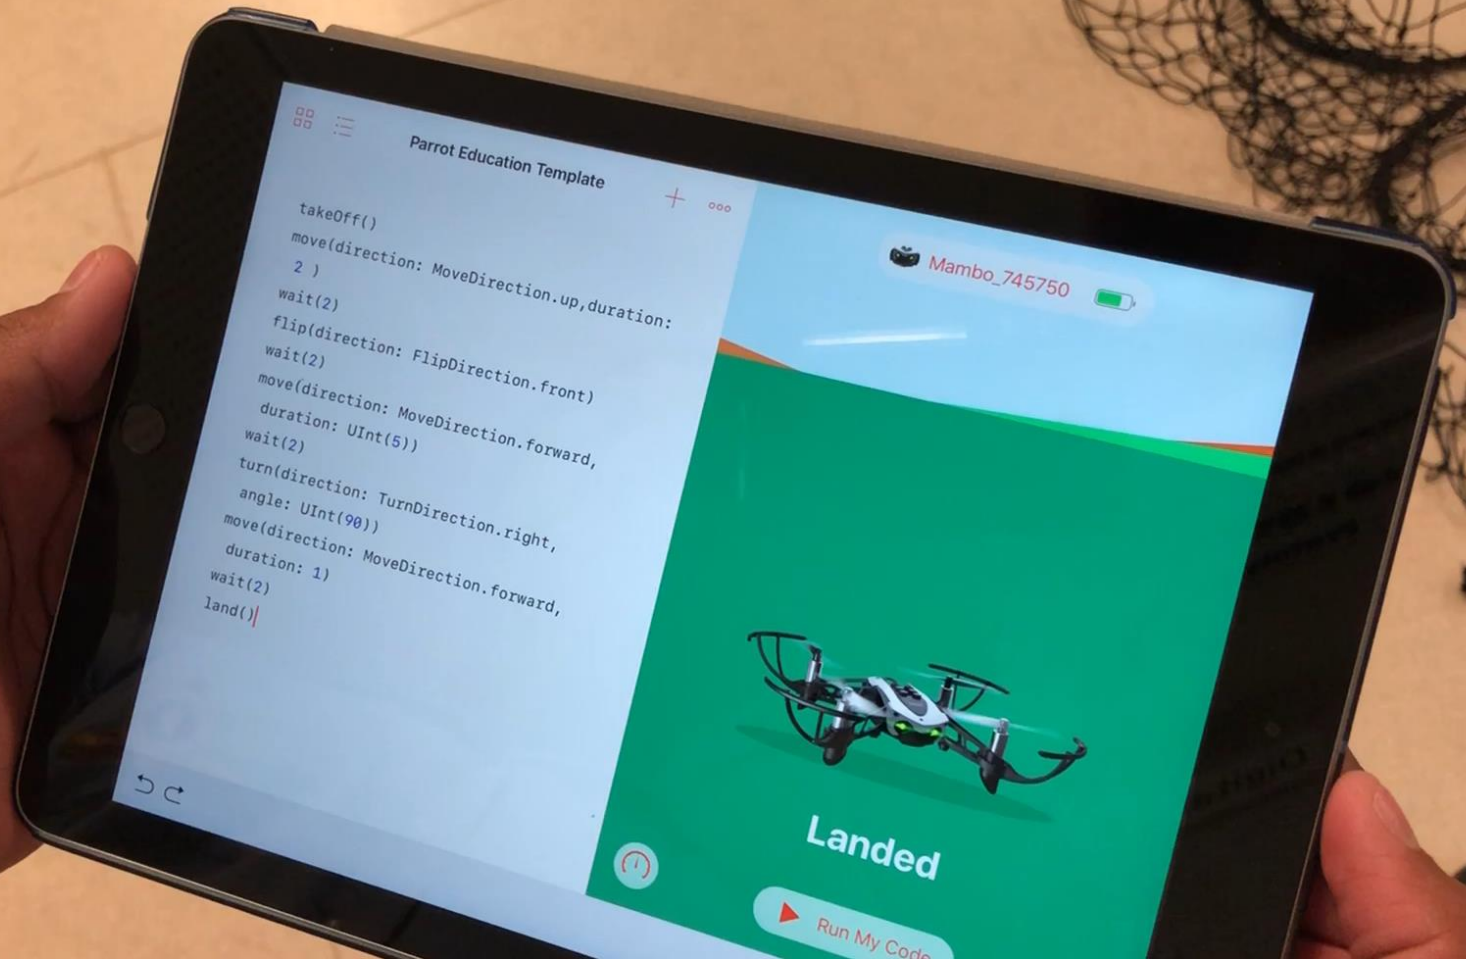 Parrot Education Template
takeOff()
move(direction: MoveDirection.up,duration:
2 )
wait(2)
flip(direction: FlipDirection.front)
wait(2)
move(direction: MoveDirection.forward,
duration: UInt(5))
wait(2)
turn(direction: TurnDirection.right,
angle: UInt(90))
move(direction: MoveDirection.forward,
duration: 1)
wait(2)
land()
Mambo_745750
Landed
Run My Code